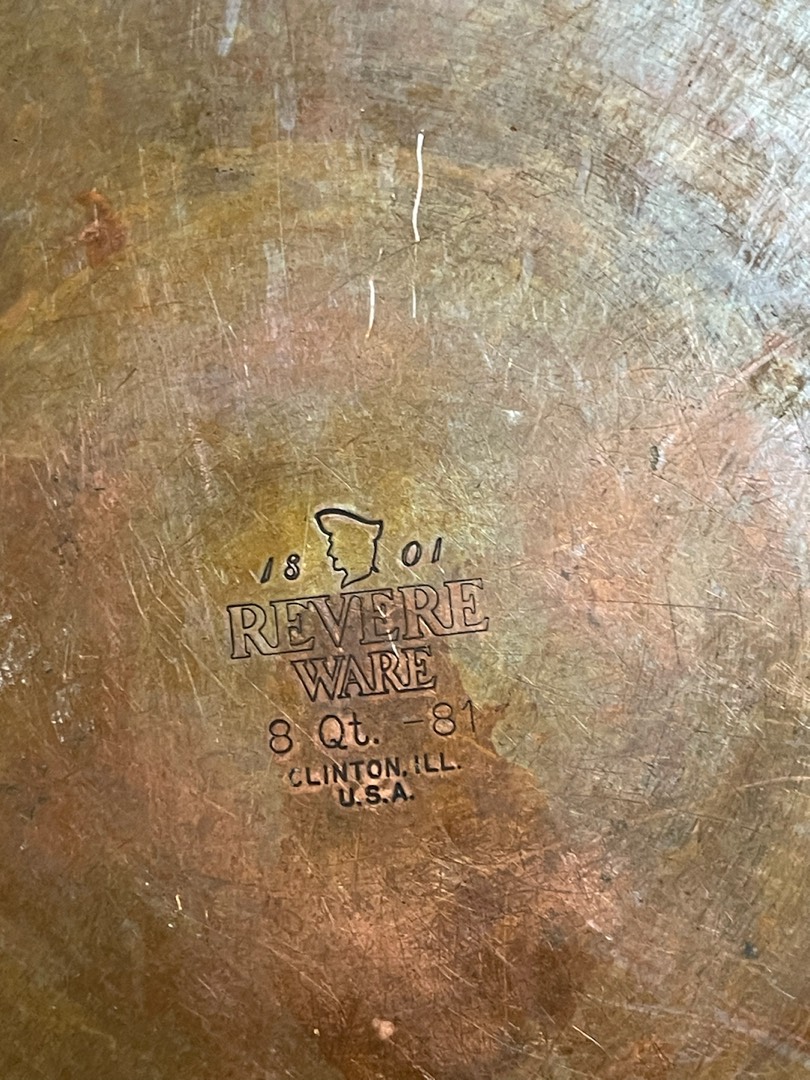 18 01
REVERE
WARE
8 Qt. -81
CLINTON, ILL.
U.S.A.